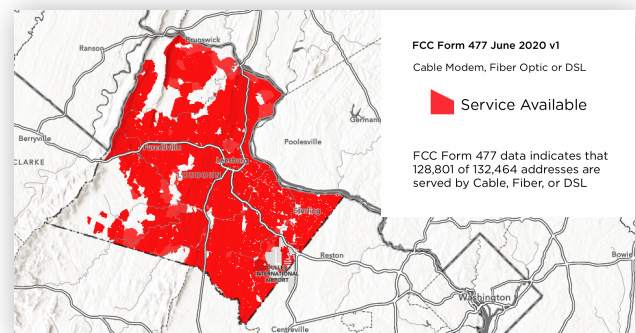 Brunswick
Ranson
FCC Form 477 June 2020 v1
Cable Modem, Fiber Optic or DSL
Service Available
German
Berryville
Purcellville
Poolesville
CLARKE
Leesburg
LOUDOUN
FCC Form 477 data indicates that
128,801 of 132,464 addresses are
served by Cable, Fiber, or DSL
Sterling
Reston
Bowie
INTERNATIONAL
AIRPORT
Washington
Centreville